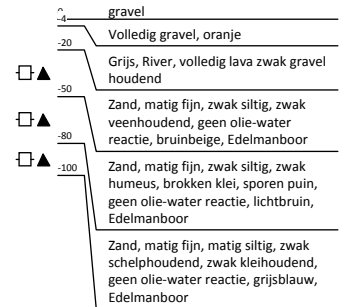 gravel
-4
Volledig gravel, oranje
-20
Grijs, River, volledig lava zwak gravel
houdend
-50
Zand, matig fijn, zwak siltig, zwak
veenhoudend, geen olie-water
reactie, bruinbeige, Edelmanboor
-80
Zand, matig fijn, zwak siltig, zwak
humeus, brokken klei, sporen puin,
geen olie-water reactie, lichtbruin,
Edelmanboor
-100
Zand, matig fijn, matig siltig, zwak
schelphoudend, zwak kleihoudend,
geen olie-water reactie, grijsblauw,
Edelmanboor